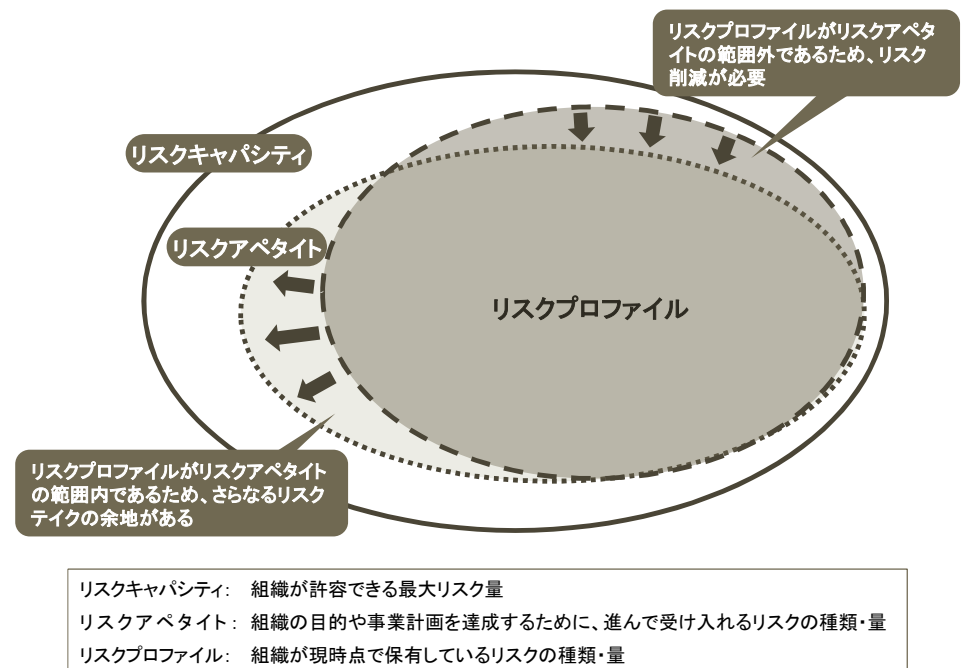 リスクプロファイルがリスクアペタ
イトの範囲外であるため、リスク
削減が必要
リスクキャパシティ
リスクアペタイト
リスクプロファイル
リスクプロファイルがリスクアペタイト
の範囲内であるため、さらなるリスク
テイクの余地がある
リスクキャパシティ: 組織が許容できる最大リスク量
リスクアペタイト: 組織の目的や事業計画を達成するために、進んで受け入れるリスクの種類・量
リスクプロファイル: 組織が現時点で保有しているリスクの種類・量